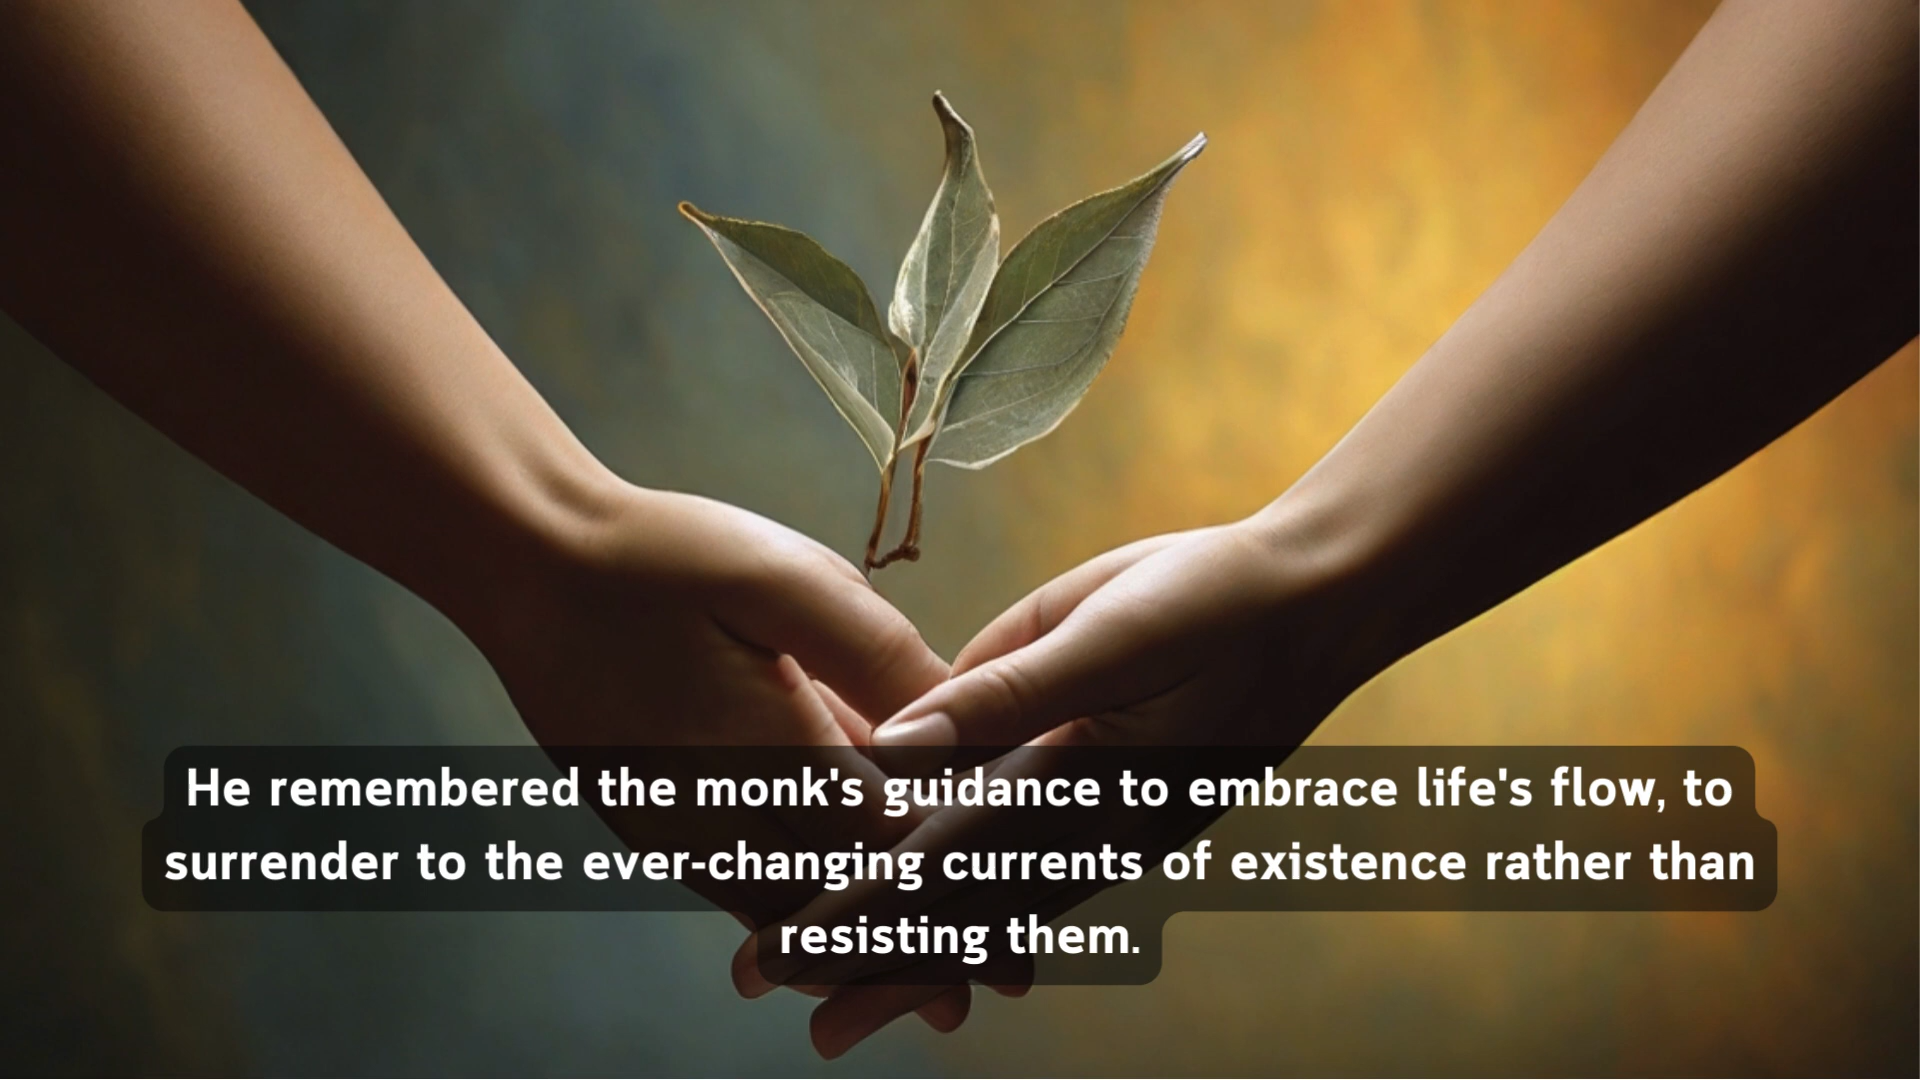 He remembered the monk's guidance to embrace life's flow, to
surrender to the ever-changing currents of existence rather than
resisting them.